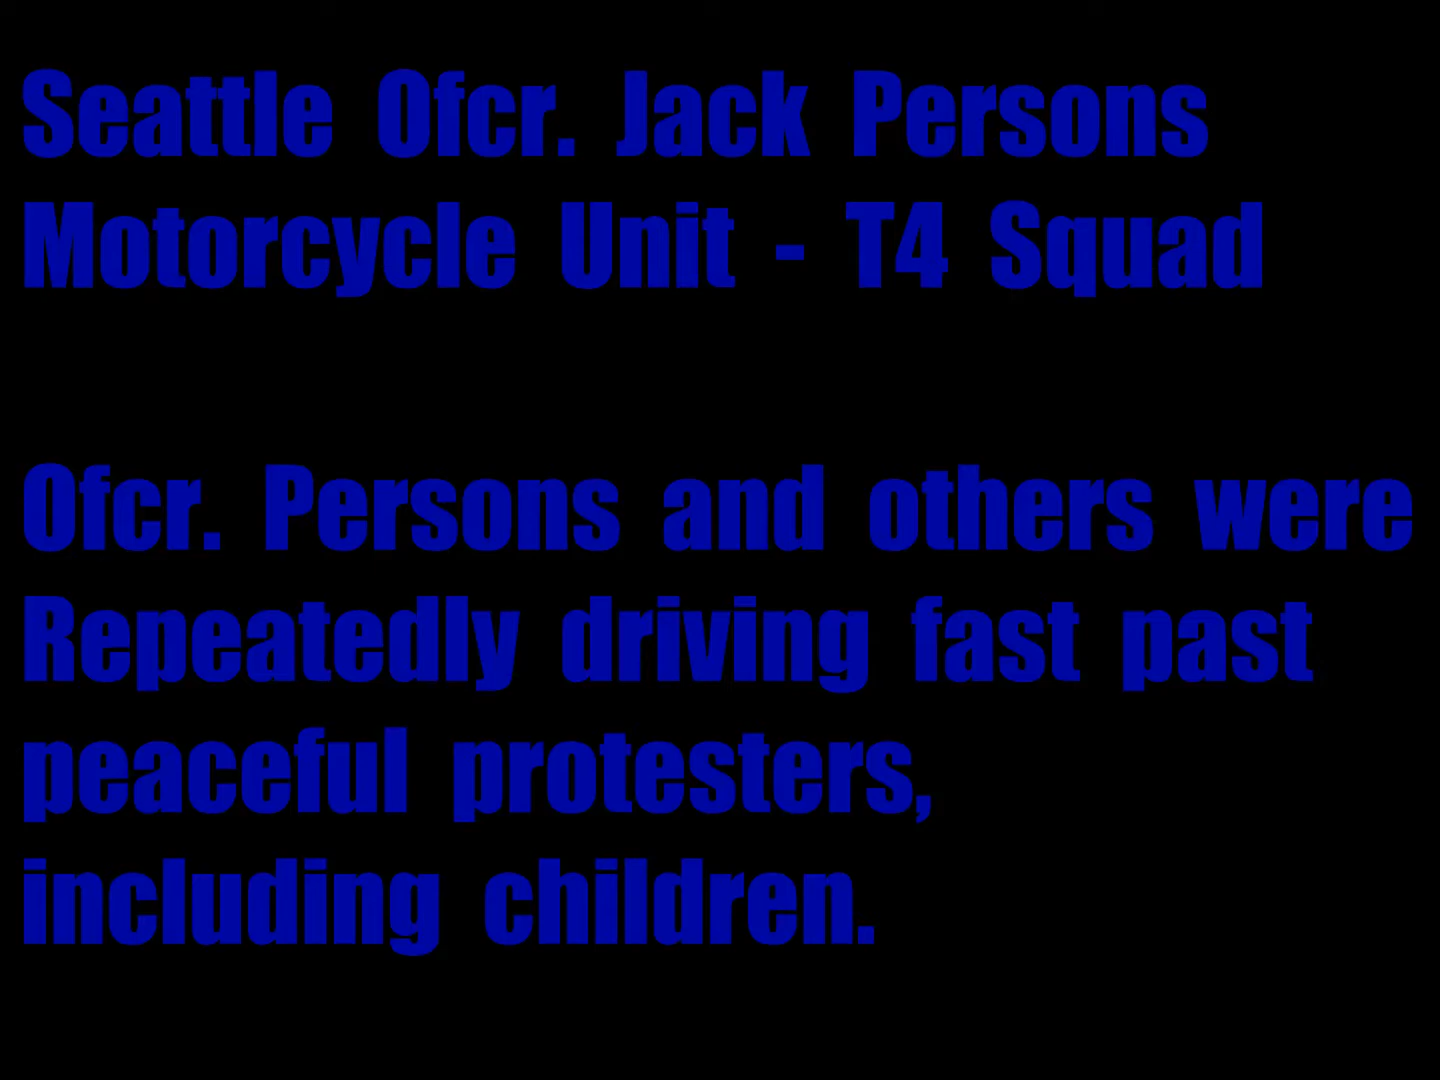 Seattle Ofcr. Jack Persons
Motorcycle Unit - T4 Squad
Ofcr. Persons and others were
Repeatedly driving fast past
peaceful protesters,
including children.